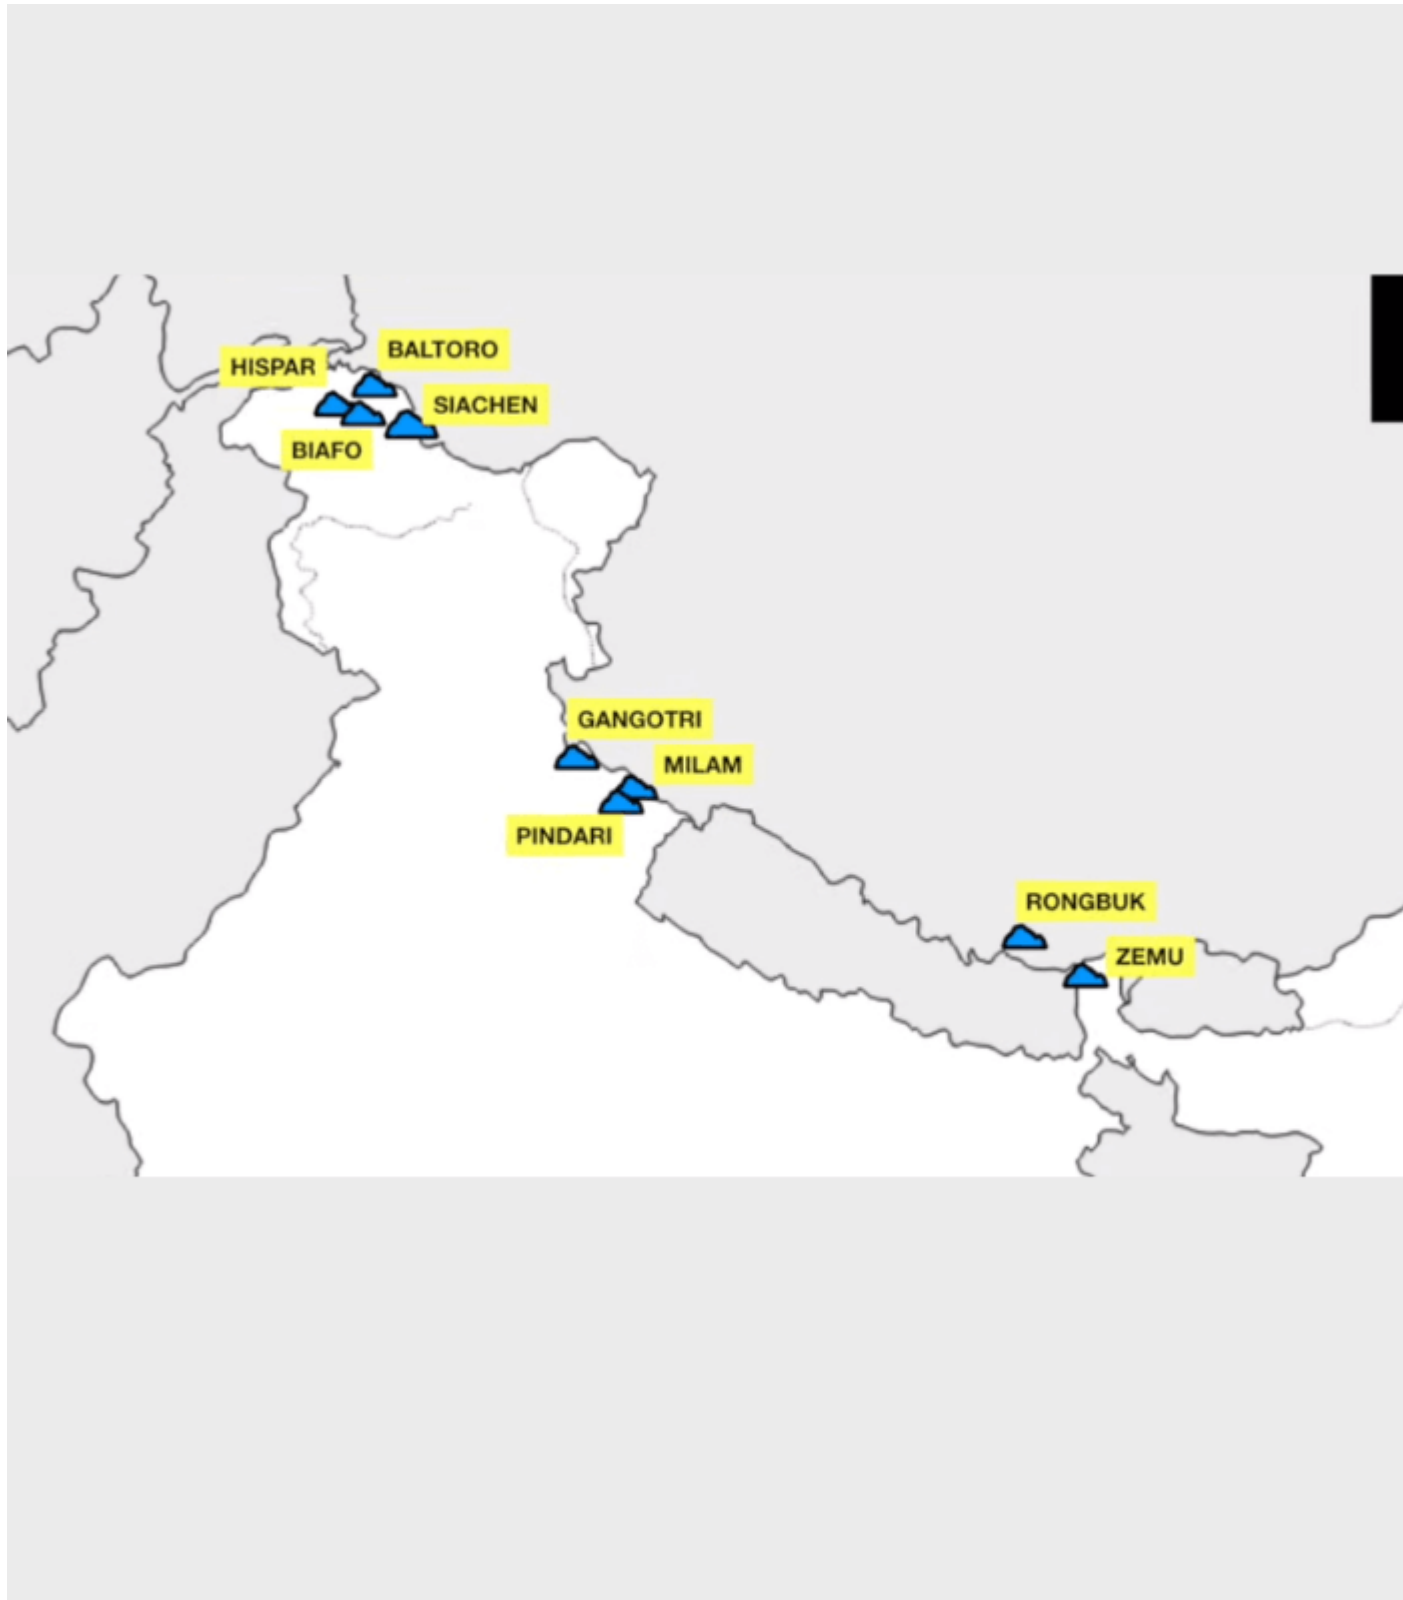 BALTORO
HISPAR
SIACHEN
BIAFO
GANGOTRI
MILAM
PINDARI
RONGBUK
ZEMU